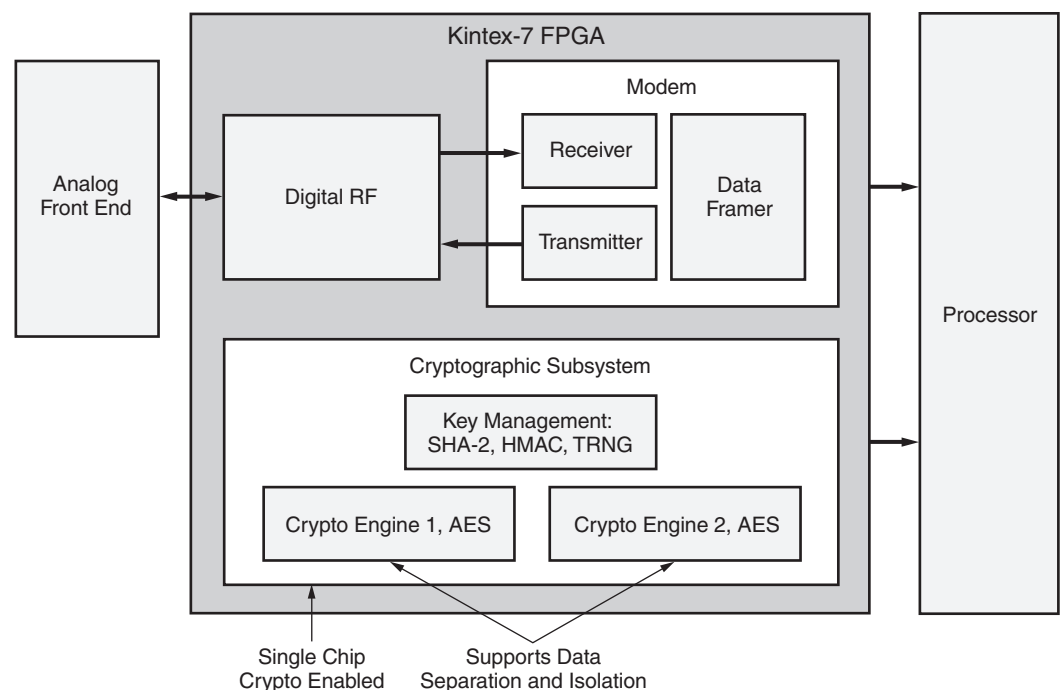 Kintex-7 FPGA
Analog
Front End
Digital RF
Modem
Receiver
Transmitter
Data
Framer
Processor
Cryptographic Subsystem
Key Management:
SHA-2, HMAC, TRNG
Crypto Engine 1, AES
Crypto Engine 2, AES
Single Chip
Crypto Enabled
Supports Data
Separation and Isolation